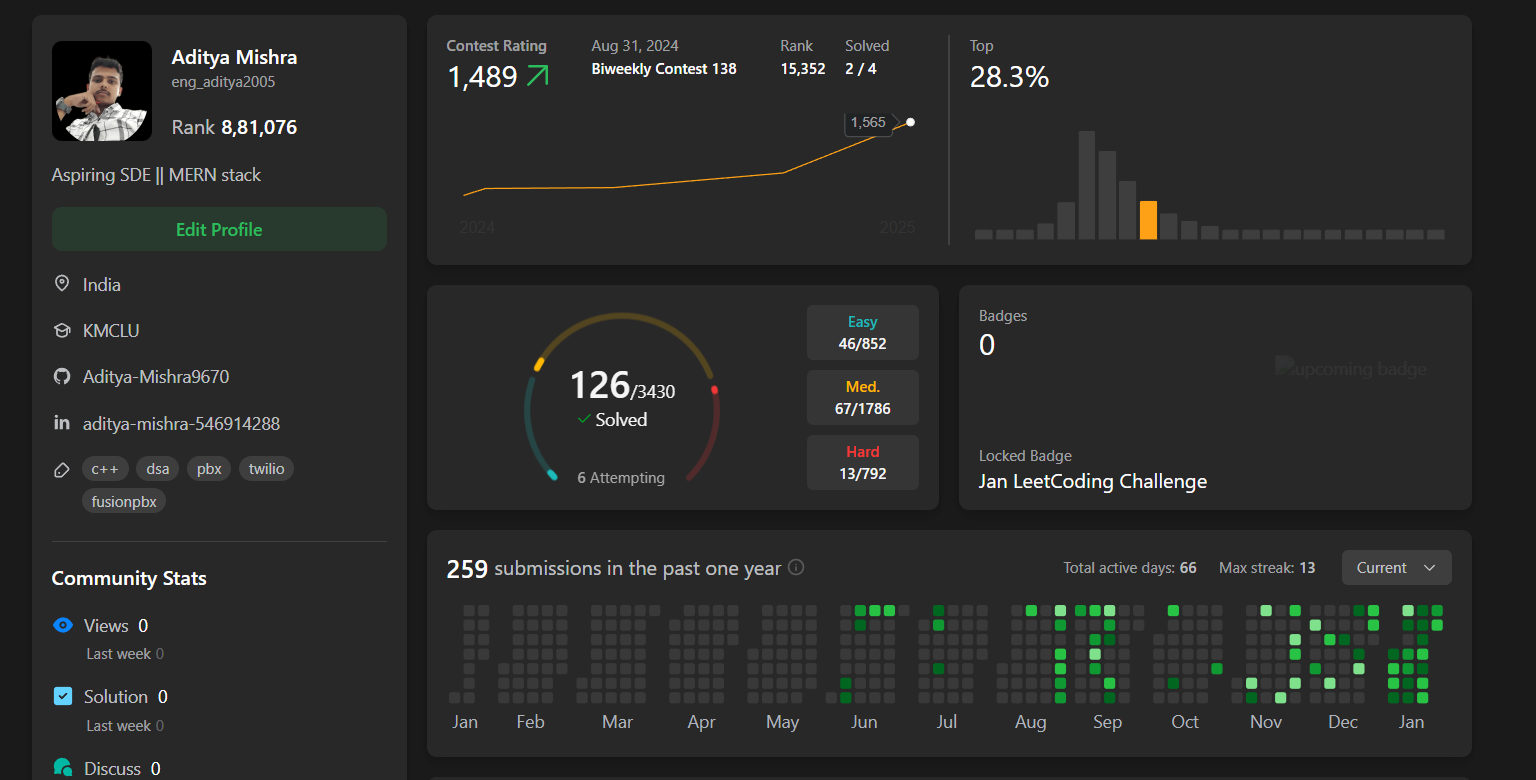 Aditya Mishra
eng_aditya2005
Rank 8,81,076
Aspiring SDE || MERN stack
Edit Profile
India
KMCLU
Aditya-Mishra9670
aditya-mishra-546914288
c++ dsa pbx twilio
fusionpbx
Community Stats
Views 0
Last week 0
Solution 0
Last week 0
Discuss 0
Contest Rating
1,489
Aug 31, 2024
Biweekly Contest 138
Rank
15,352
Solved
2 / 4
1,565
2024 2025
Top
28.3%
126/3430
Solved
6 Attempting
Easy
46/852
Med.
67/1786
Hard
13/792
Badges
0
upcoming badge
Locked Badge
Jan LeetCoding Challenge
259 submissions in the past one year
Total active days: 66 Max streak: 13 Current
Jan Feb Mar Apr May Jun Jul Aug Sep Oct Nov Dec Jan